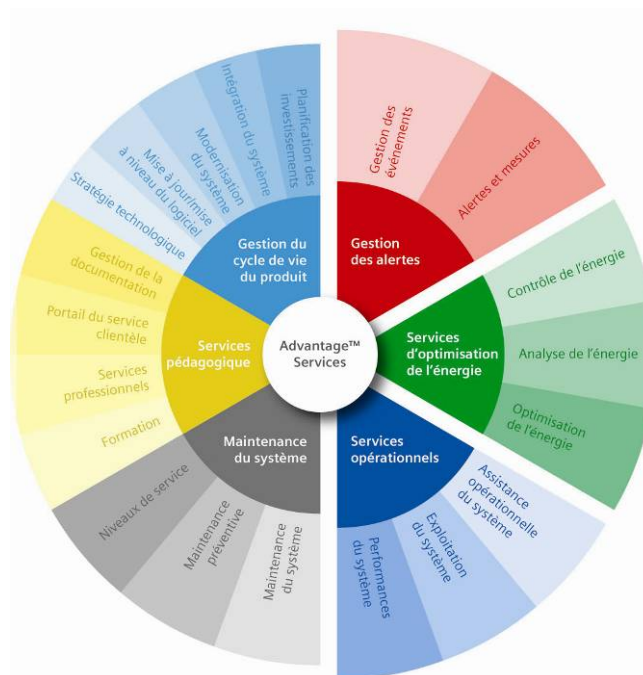 Planification des
investissements
Intégration du système
Modernisation
du système
Mise à jour/mise
à niveau du logiciel
Stratégie technologique
Gestion du
cycle de vie
du produit
Gestion des
événements
Alertes et mesures
Gestion
des alertes
Gestion de la
documentation
Portail du service
clientèle
Services
professionnels
Formation
Services
pédagogique
Advantage™
Services
Services
d'optimisation
de l'énergie
Contrôle de l'énergie
Analyse de l'énergie
Optimisation
de l'énergie
Maintenance
du système
Niveaux de service
Maintenance
préventive
Maintenance
du système
Services
opérationnels
Assistance
opérationnelle
du système
Exploitation
du système
Performances
du système